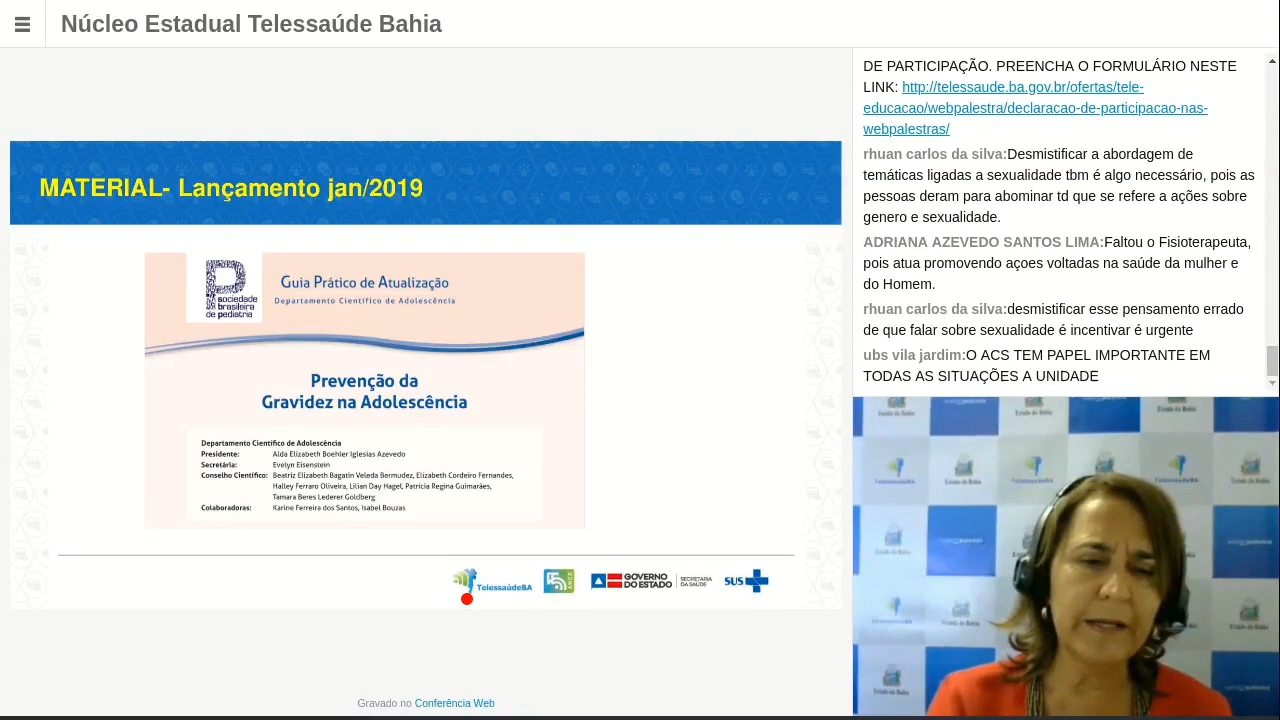 Núcleo Estadual Telessaúde Bahia
MATERIAL- Lançamento jan/2019
sociedade
brasileira
de pediatria
Guia Prático de Atualização
Departamento Científico de Adolescência
Prevenção da
Gravidez na Adolescência
Departamento Científico de Adolescência
Presidente: Alda Elizabeth Boehler Iglesias Azevedo
Secretária: Evelyn Eisenstein
Conselho Científico: Beatriz Elizabeth Bagatin Veleda Bermudez, Elizabeth Cordeiro Fernandes,
Halley Ferraro Oliveira, Lilian Day Hagel, Patrícia Regina Guimarães,
Tamara Beres Lederer Goldberg
Colaboradoras: Karine Ferreira dos Santos, Isabel Bouzas
TelessaúdeBA
GOVERNO
DO ESTADO
SECRETARIA
DA SAÚDE
SUS
Gravado no Conferência Web
DE PARTICIPAÇÃO. PREENCHA O FORMULÁRIO NESTE
LINK: http://telessaude.ba.gov.br/ofertas/tele-
educacao/webpalestra/declaracao-de-participacao-nas-
webpalestras/
rhuan carlos da silva:Desmistificar a abordagem de
temáticas ligadas a sexualidade tbm é algo necessário, pois as
pessoas deram para abominar td que se refere a ações sobre
genero e sexualidade.
ADRIANA AZEVEDO SANTOS LIMA:Faltou o Fisioterapeuta,
pois atua promovendo açoes voltadas na saúde da mulher e
do Homem.
rhuan carlos da silva:desmistificar esse pensamento errado
de que falar sobre sexualidade é incentivar é urgente
ubs vila jardim:O ACS TEM PAPEL IMPORTANTE EM
TODAS AS SITUAÇÕES A UNIDADE